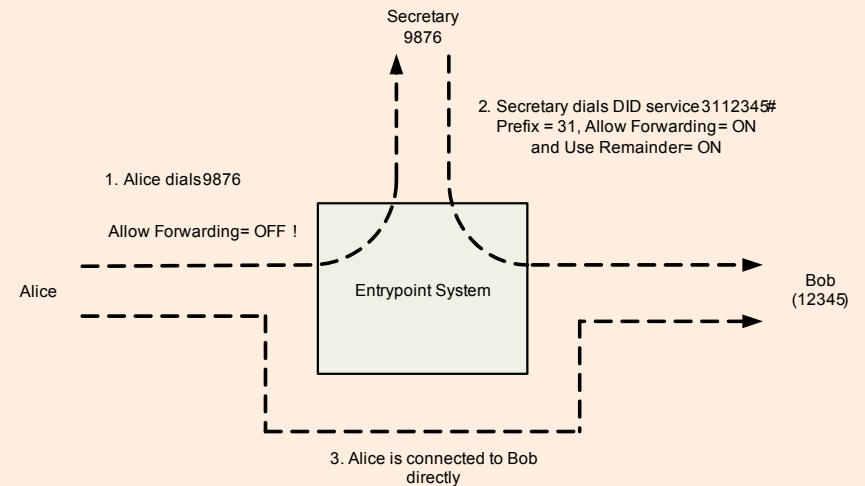 Secretary
9876
2. Secretary dials DID service 3112345#
Prefix = 31, Allow Forwarding= ON
and Use Remainder= ON
1. Alice dials 9876
Allow Forwarding= OFF !
Alice
Entrypoint System
Bob
(12345)
3. Alice is connected to Bob
directly